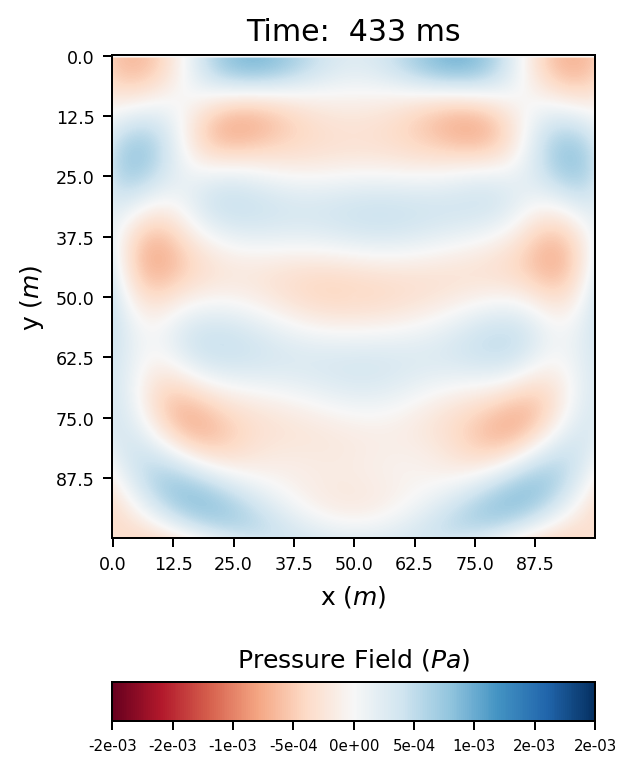 Time:  433 ms
0.0
12.5
25.0
37.5
50.0
62.5
75.0
87.5
y (m)
0.0 12.5 25.0 37.5 50.0 62.5 75.0 87.5
x (m)
Pressure Field (Pa)
-2e-03 -2e-03 -1e-03 -5e-04 0e+00 5e-04 1e-03 2e-03 2e-03